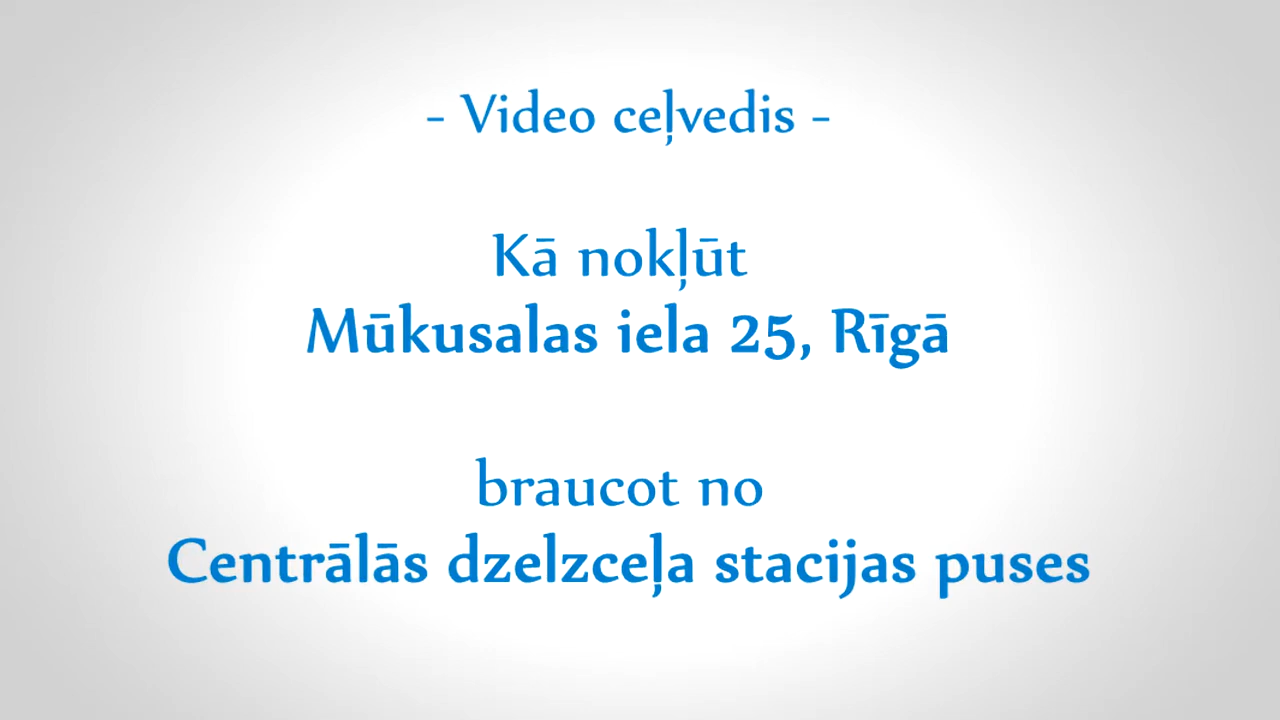 - Video ceļvedis -
Kā nokļūt
Mūkusalas iela 25, Rīgā
braucot no
Centrālās dzelzceļa stacijas puses